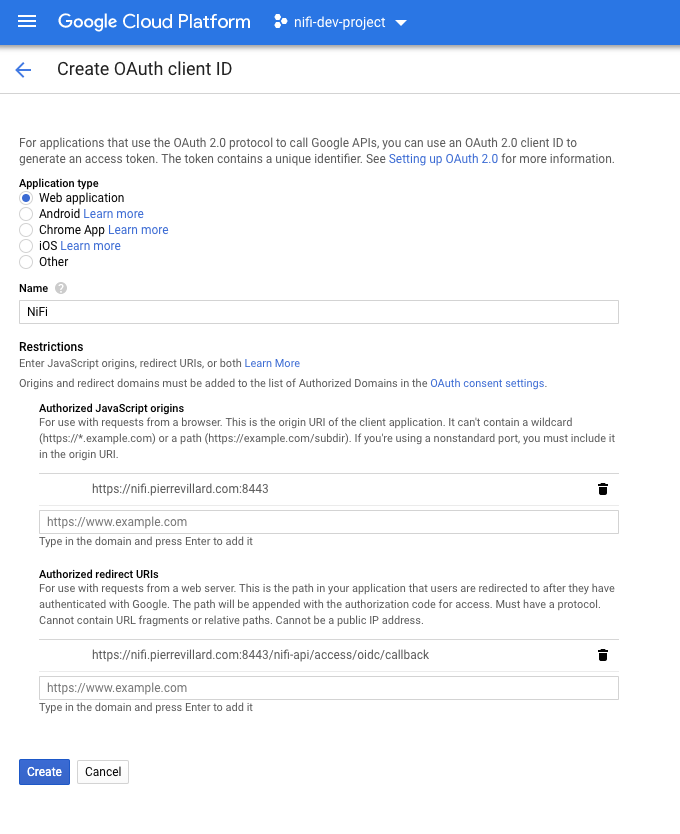 Google Cloud Platform nifi-dev-project
Create OAuth client ID
For applications that use the OAuth 2.0 protocol to call Google APIs, you can use an OAuth 2.0 client ID to
generate an access token. The token contains a unique identifier. See Setting up OAuth 2.0 for more information.
Application type
Web application
Android Learn more
Chrome App Learn more
iOS Learn more
Other
Name ?
NiFi
Restrictions
Enter JavaScript origins, redirect URIs, or both Learn More
Origins and redirect domains must be added to the list of Authorized Domains in the OAuth consent settings.
Authorized JavaScript origins
For use with requests from a browser. This is the origin URI of the client application. It can't contain a wildcard
(https://*.example.com) or a path (https://example.com/subdir). If you're using a nonstandard port, you must include it
in the origin URI.
https://nifi.pierrevillard.com:8443
https://www.example.com
Type in the domain and press Enter to add it
Authorized redirect URIs
For use with requests from a web server. This is the path in your application that users are redirected to after they have
authenticated with Google. The path will be appended with the authorization code for access. Must have a protocol.
Cannot contain URL fragments or relative paths. Cannot be a public IP address.
https://nifi.pierrevillard.com:8443/nifi-api/access/oidc/callback
https://www.example.com
Type in the domain and press Enter to add it
Create Cancel